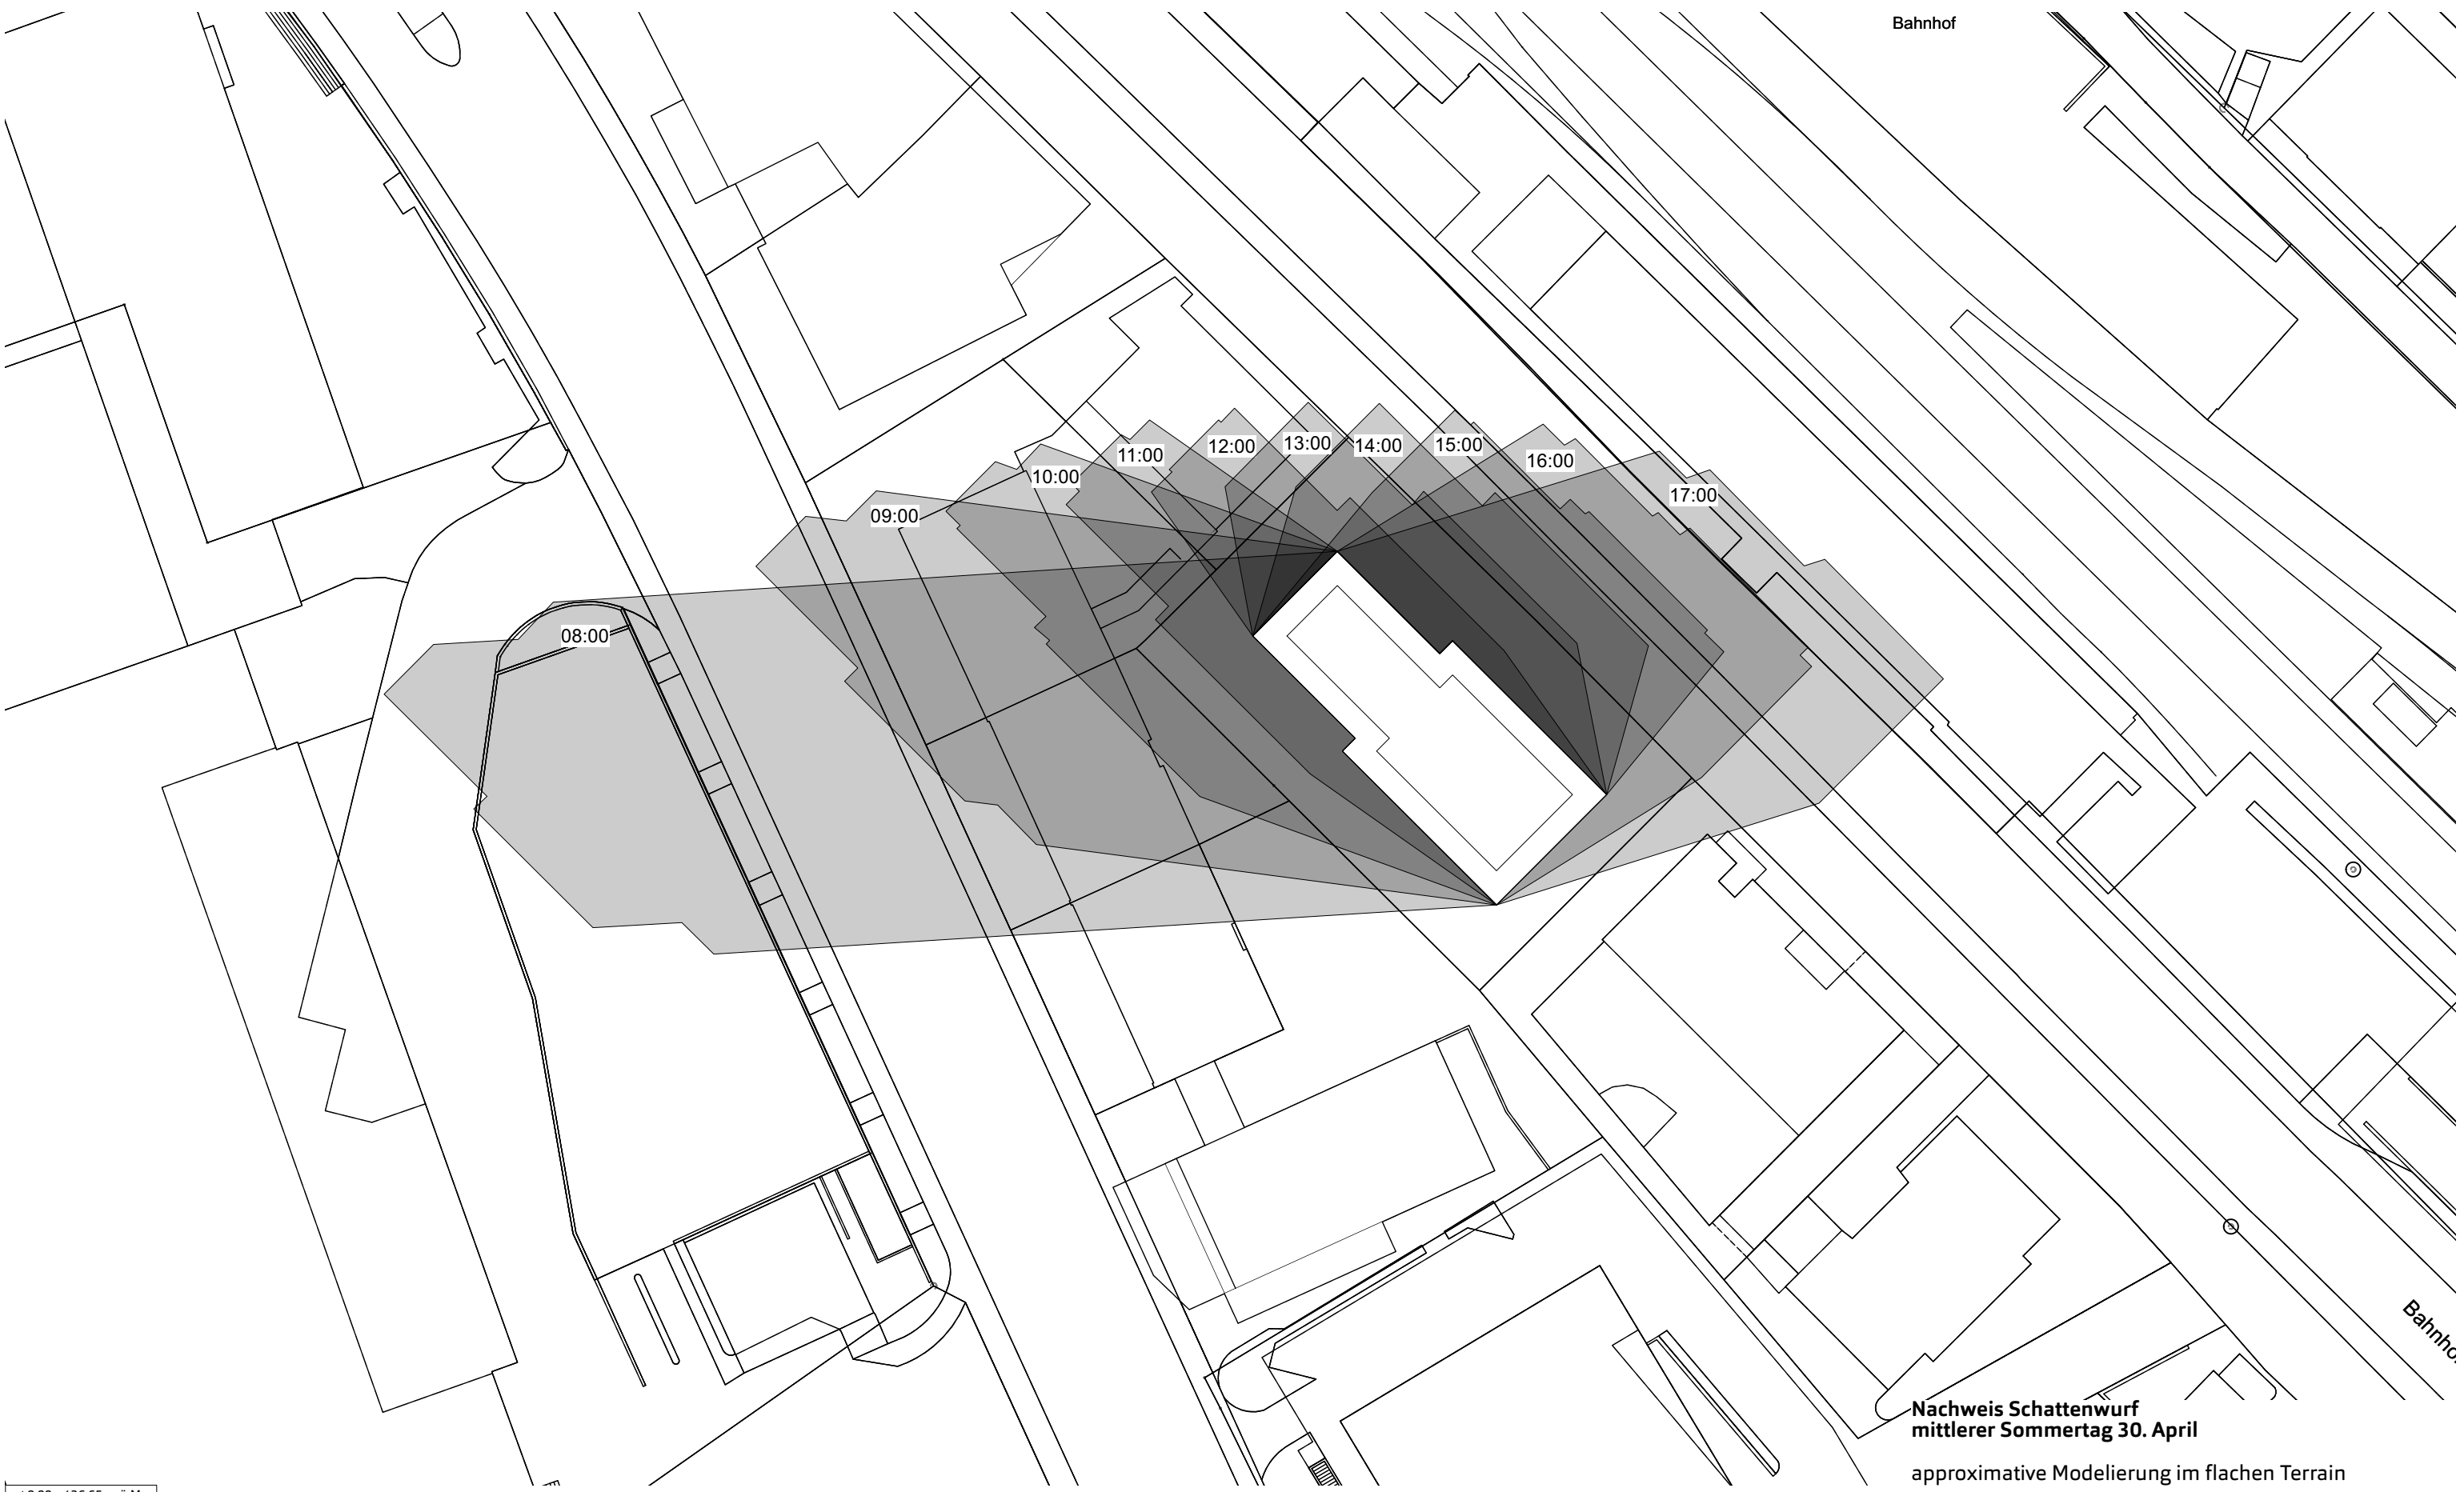 Bahnhof
12:00
13:00
14:00
15:00
11:00
16:00
10:00
17:00
09:00
08:00
Nachweis Schattenwurf
mittlerer Sommertag 30. April
approximative Modelierung im flachen Terrain